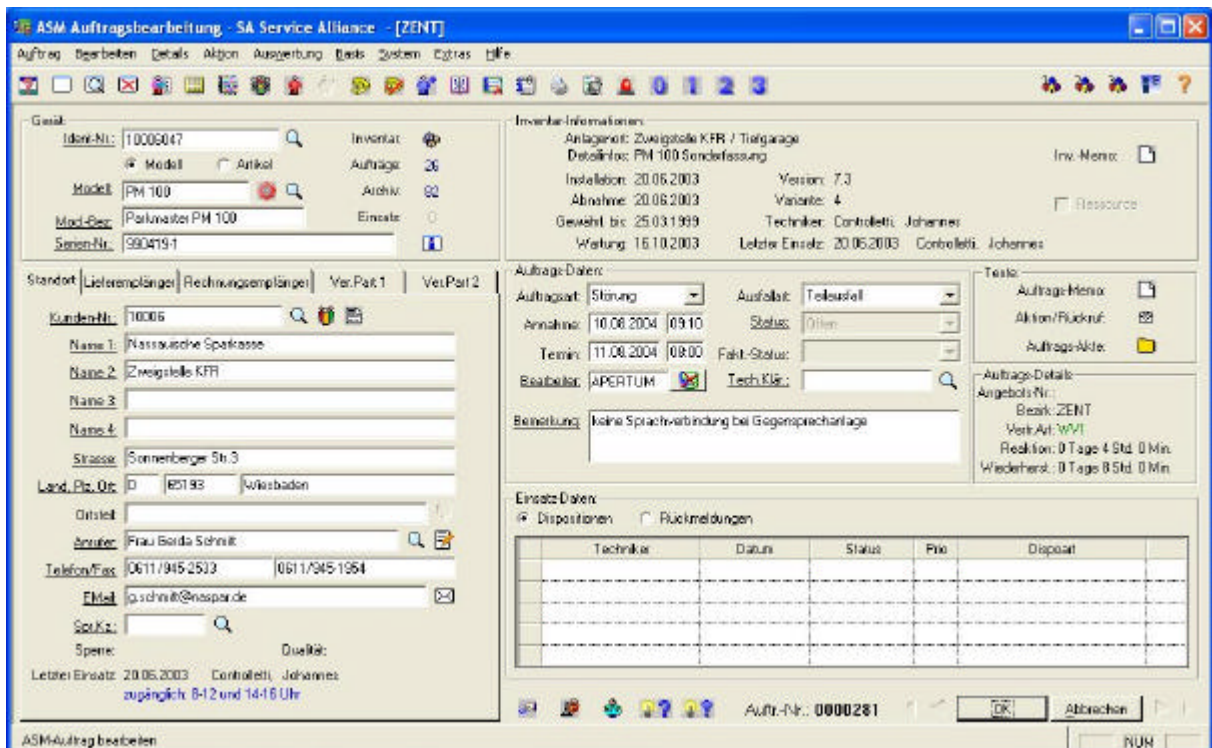 ASM Auftragsbearbeitung - SA Service Alliance - [ZENT]
Auftrag Bearbeiten Details Aktion Auswertung Basis System Extras Hilfe
0 1 2 3 ?
Gerät:
Ident-Nr.: 10006047 Inventar:
Modell Artikel Aufträge: 26
Modell: PM 100 Archiv: 92
Mod-Bez: Parkmaster PM 100 Einsatz: 0
Serien-Nr.: 990419-1
Inventar-Informationen:
Anlagenort: Zweigstelle KFR / Tiefgarage
Detailinfos: PM 100 Sonderfassung Inv.-Memo:
Installation: 20.06.2003 Version: 7.3
Abnahme: 20.06.2003 Variante: 4 Ressource
Gewährl. bis: 25.03.1999 Techniker: Controlletti, Johannes
Wartung: 16.10.2003 Letzter Einsatz: 20.06.2003 Controlletti, Johannes
Standort Lieferempfänger Rechnungsempfänger Ver.Part 1 Ver.Part 2
Kunden-Nr.: 10006
Name 1: Nassauische Sparkasse
Name 2: Zweigstelle KFR
Name 3:
Name 4:
Strasse: Sonnenberger Str.3
Land, Plz, Ort: D 65193 Wiesbaden
Ortsteil:
Anrufer: Frau Gerda Schmitt
Telefon/Fax: 0611/945-2533 0611/945-1954
EMail: g.schmitt@naspar.de
Spr.Kz.:
Sperre: Qualität:
Letzter Einsatz: 20.06.2003 Controlletti, Johannes
zugänglich: 8-12 und 14-16 Uhr
Auftrags-Daten:
Auftragsart: Störung Ausfallart: Teilausfall
Annahme: 10.08.2004 09:10 Status: Offen
Termin: 11.08.2004 08:00 Fakt.-Status:
Bearbeiter: APERTUM Tech.Klär.:
Bemerkung: keine Sprachverbindung bei Gegensprechanlage
Texte:
Auftrags-Memo:
Aktion/Rückruf:
Auftrags-Akte:
Auftrags-Details
Angebots-Nr.:
Bezirk: ZENT
Vertr.Art: WV1
Reaktion: 0 Tage 4 Std. 0 Min.
Wiederherst.: 0 Tage 8 Std. 0 Min.
Einsatz-Daten:
Dispositionen Rückmeldungen
Techniker Datum Status Prio Dispoart
Auftr.-Nr.: 0000281 OK Abbrechen
ASM-Auftrag bearbeiten NUM